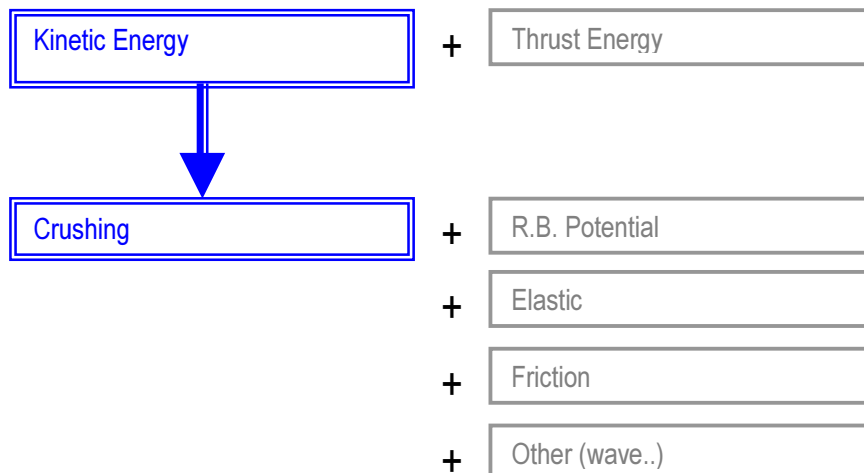 Kinetic Energy + Thrust Energy
Crushing + R.B. Potential
+ Elastic
+ Friction
+ Other (wave..)